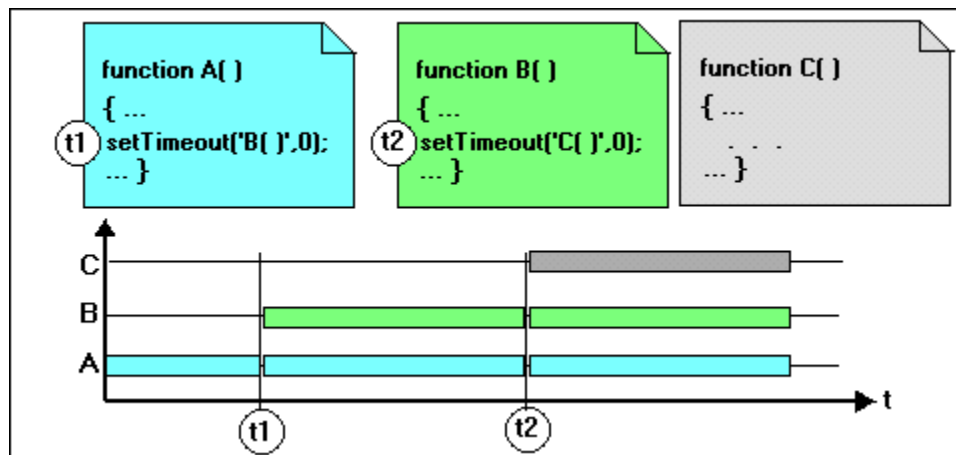 function A( )
{ ...
t1
setTimeout('B( )',0);
... }
function B( )
{ ...
t2
setTimeout('C( )',0);
... }
function C( )
{ ...
. . .
... }
C
B
A
t
t1
t2